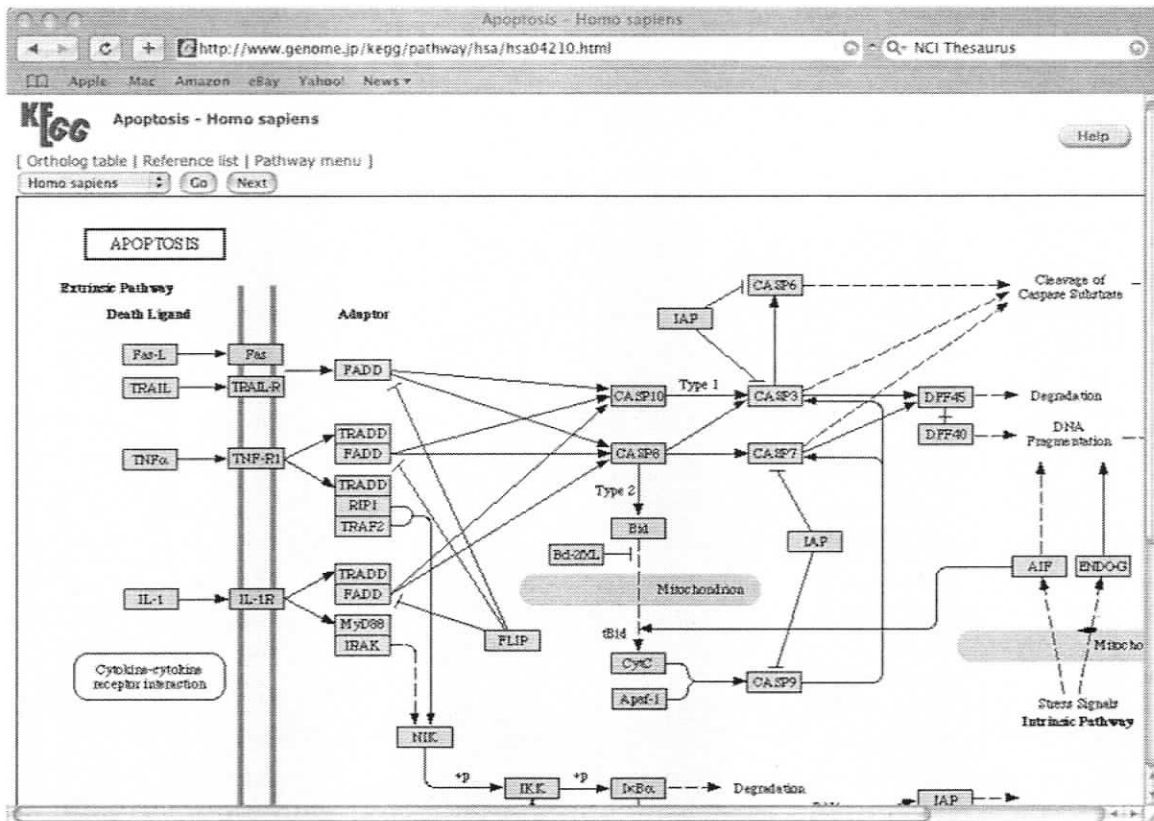 Apoptosis - Homo sapiens
http://www.genome.jp/kegg/pathway/hsa/hsa04210.html
NCI Thesaurus
Apple Mac Amazon eBay Yahoo! News ▾
KEGG Apoptosis - Homo sapiens
Help
[ Ortholog table | Reference list | Pathway menu ]
Homo sapiens Go Next
APOPTOSIS
Extrinsic Pathway
Death Ligand
Adaptor
CASP6
Cleavage of
Caspase Substrate
IAP
Fas-L Fas
FADD
TRAIL TRAIL-R
CASP10 Type 1 CASP3 DFF45 Degradation
TRADD
DFF40 DNA
Fragmentation
TNFα TNF-R1 FADD CASP8 CASP7
TRADD
Type 2
RIP1
TRAF2 Bid
IAP
Bcl-2/XL
AIF ENDO-G
TRADD
Mitochondrion
IL-1 IL-1R FADD
MyD88
tBid
IRAK FLIP
Mitocho
Cytokine-cytokine
receptor interaction
CytC
CASP9
Apaf-1
Stress Signals
Intrinsic Pathway
NIK
+p +p
IKK IκBα Degradation
IAP